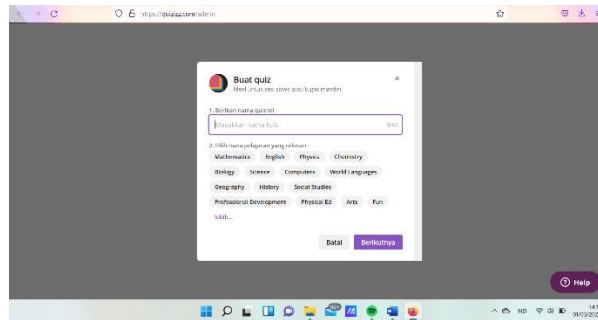 https://quizizz.com/admin
Buat quiz
Ideal untuk sesi siswa atau tugas mandiri
1. Berikan nama quiz ini
Masukkan nama kuis
2. Pilih mata pelajaran yang relevan
Mathematics English Physics Chemistry
Biology Science Computers World Languages
Geography History Social Studies
Professional Development Physical Ed Arts Fun
lebih...
Batal Berikutnya
Help
IND